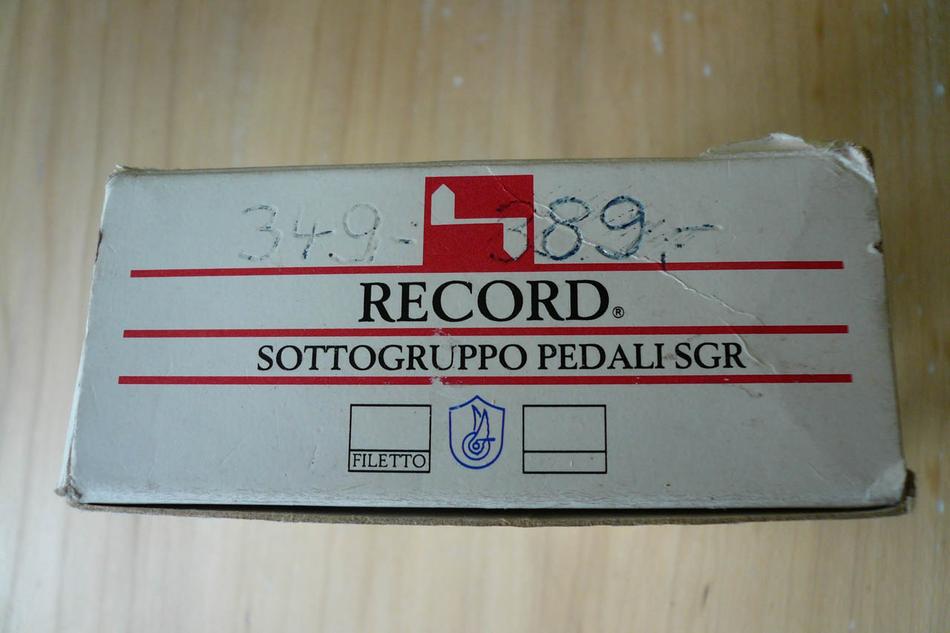 349.- 389,-
RECORD®
SOTTOGRUPPO PEDALI SGR
FILETTO